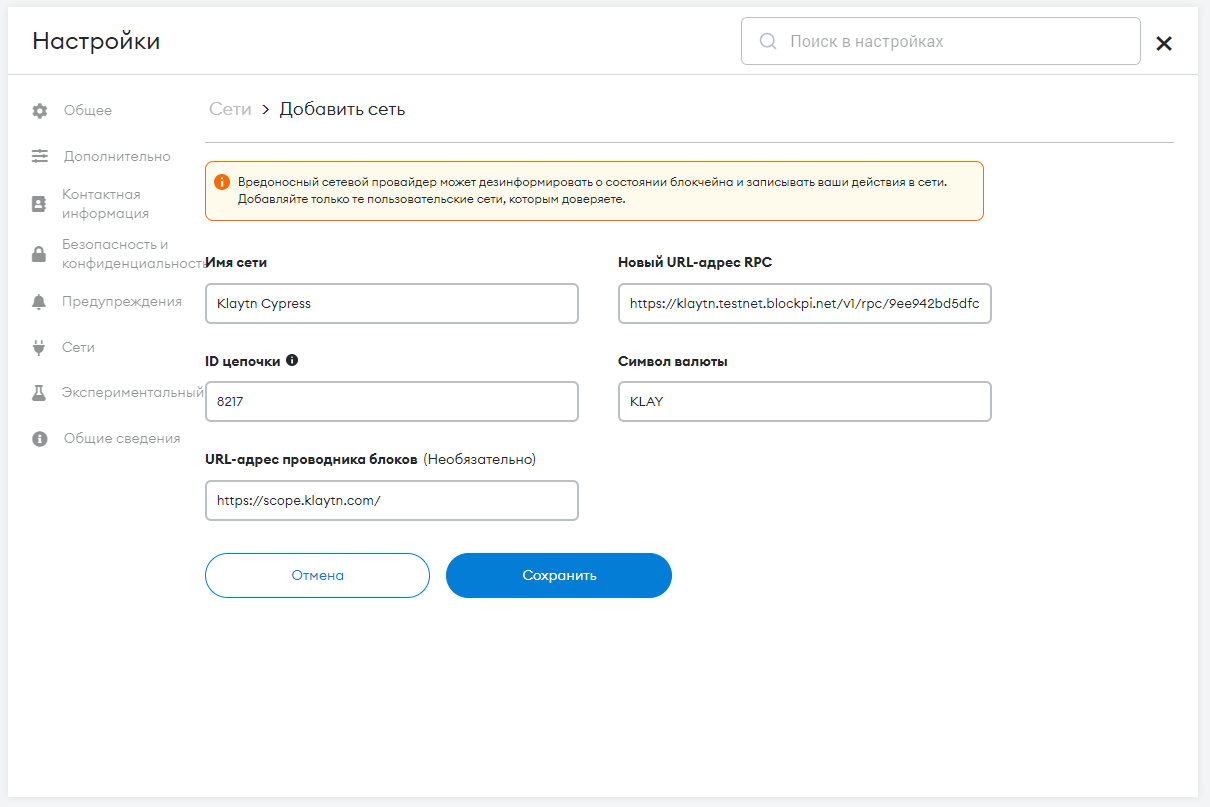 Настройки
Поиск в настройках
Общее
Дополнительно
Контактная
информация
Безопасность и
конфиденциальность
Предупреждения
Сети
Экспериментальный
Общие сведения
Сети > Добавить сеть
Вредоносный сетевой провайдер может дезинформировать о состоянии блокчейна и записывать ваши действия в сети.
Добавляйте только те пользовательские сети, которым доверяете.
Имя сети
Klaytn Cypress
Новый URL-адрес RPC
https://klaytn.testnet.blockpi.net/v1/rpc/9ee942bd5dfc
ID цепочки
8217
Символ валюты
KLAY
URL-адрес проводника блоков (Необязательно)
https://scope.klaytn.com/
Отмена
Сохранить